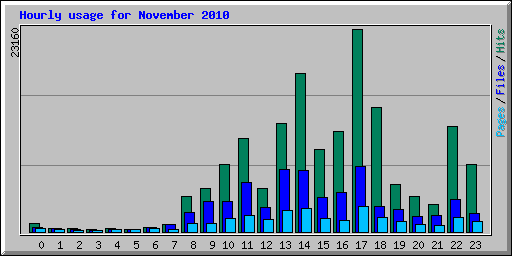 Hourly usage for November 2010
23160
Pages/Files/Hits
0 1 2 3 4 5 6 7 8 9 10 11 12 13 14 15 16 17 18 19 20 21 22 23